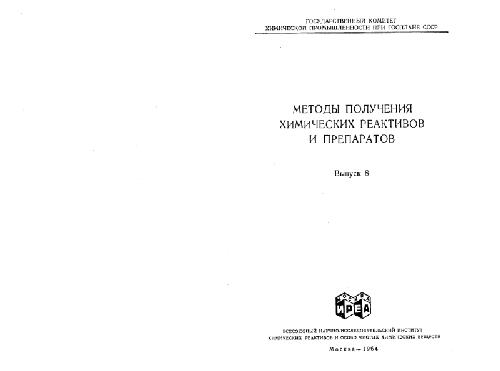 ГОСУДАРСТВЕННЫЙ КОМИТЕТ
ХИМИЧЕСКОЙ ПРОМЫШЛЕННОСТИ ПРИ ГОСПЛАНЕ СССР
МЕТОДЫ ПОЛУЧЕНИЯ
ХИМИЧЕСКИХ РЕАКТИВОВ
И ПРЕПАРАТОВ
Выпуск 8
ИРЕА
ВСЕСОЮЗНЫЙ НАУЧНО-ИССЛЕДОВАТЕЛЬСКИЙ ИНСТИТУТ
ХИМИЧЕСКИХ РЕАКТИВОВ И ОСОБО ЧИСТЫХ ХИМИЧЕСКИХ ВЕЩЕСТВ
Москва — 1964